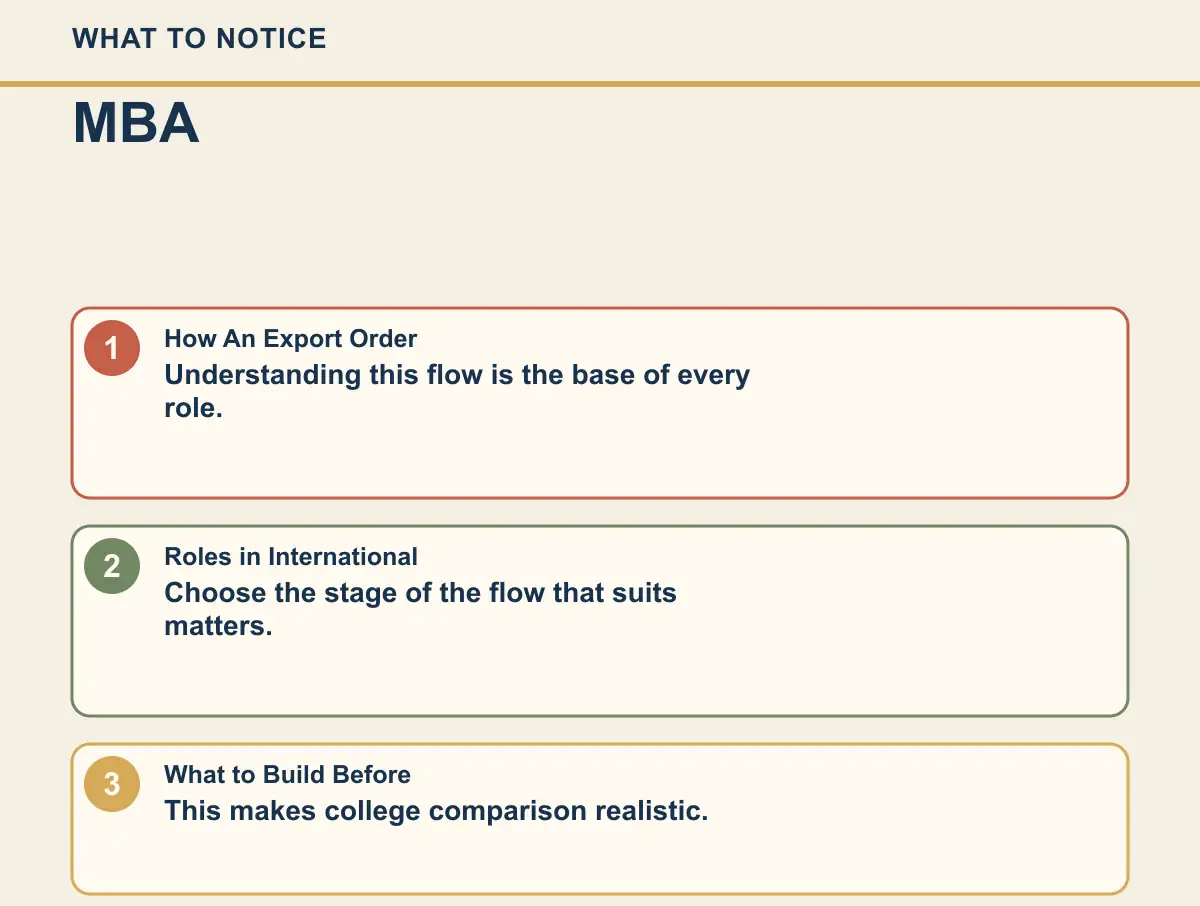 WHAT TO NOTICE
MBA
1
How An Export Order
Understanding this flow is the base of every
role.
2
Roles in International
Choose the stage of the flow that suits
matters.
3
What to Build Before
This makes college comparison realistic.